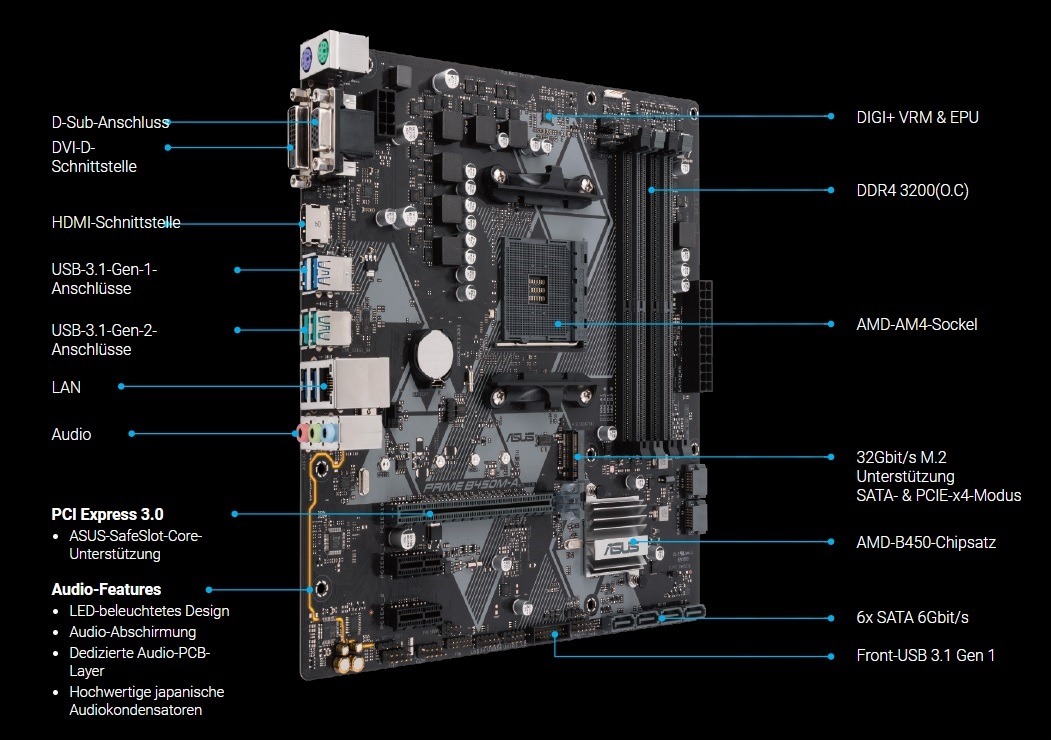 D-Sub-Anschluss
DVI-D-
Schnittstelle
HDMI-Schnittstelle
USB-3.1-Gen-1-
Anschlüsse
USB-3.1-Gen-2-
Anschlüsse
LAN
Audio
PCI Express 3.0
• ASUS-SafeSlot-Core-
Unterstützung
Audio-Features
• LED-beleuchtetes Design
• Audio-Abschirmung
• Dedizierte Audio-PCB-
Layer
• Hochwertige japanische
Audiokondensatoren
ASUS
PRIME B450M-A
ASUS
DIGI+ VRM & EPU
DDR4 3200(O.C)
AMD-AM4-Sockel
32Gbit/s M.2
Unterstützung
SATA- & PCIE-x4-Modus
AMD-B450-Chipsatz
6x SATA 6Gbit/s
Front-USB 3.1 Gen 1